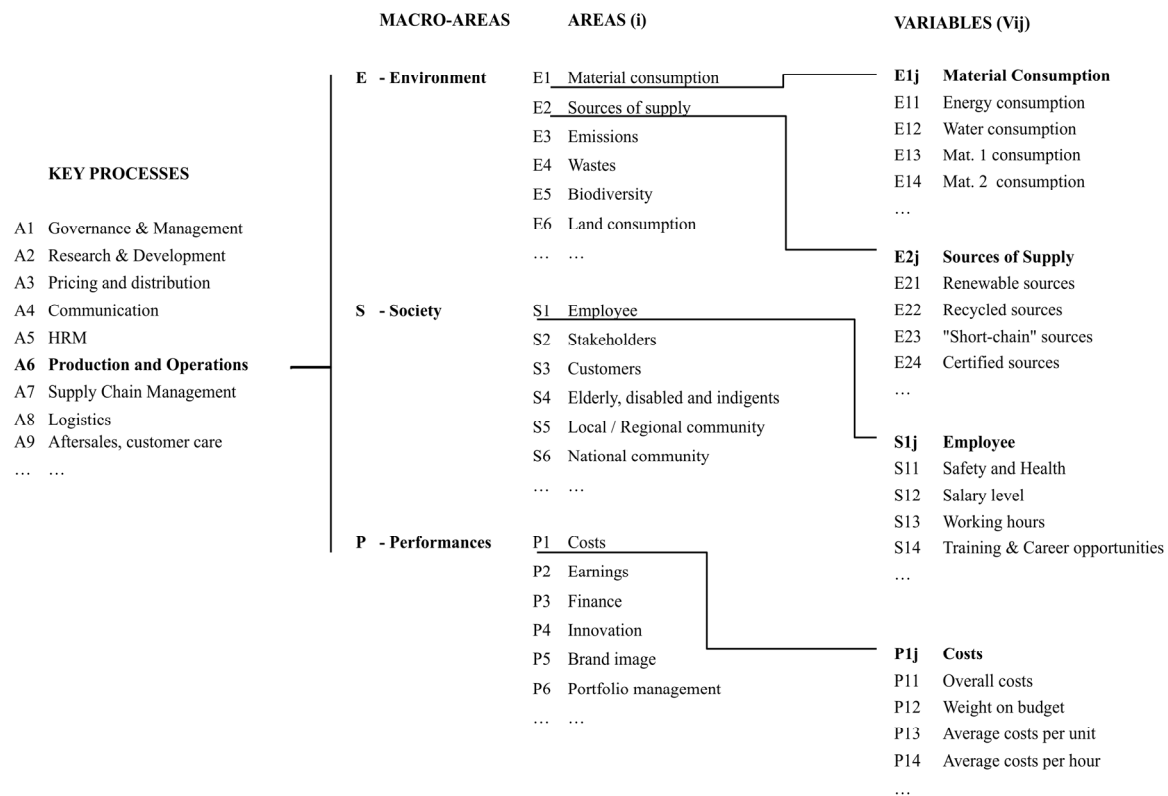 MACRO-AREAS
AREAS (i)
VARIABLES (Vij)
KEY PROCESSES
A1 Governance & Management
A2 Research & Development
A3 Pricing and distribution
A4 Communication
A5 HRM
A6 Production and Operations
A7 Supply Chain Management
A8 Logistics
A9 Aftersales, customer care
… …
E - Environment
E1 Material consumption
E2 Sources of supply
E3 Emissions
E4 Wastes
E5 Biodiversity
E6 Land consumption
… …
S - Society
S1 Employee
S2 Stakeholders
S3 Customers
S4 Elderly, disabled and indigents
S5 Local / Regional community
S6 National community
… …
P - Performances
P1 Costs
P2 Earnings
P3 Finance
P4 Innovation
P5 Brand image
P6 Portfolio management
… …
E1j Material Consumption
E11 Energy consumption
E12 Water consumption
E13 Mat. 1 consumption
E14 Mat. 2 consumption
…
E2j Sources of Supply
E21 Renewable sources
E22 Recycled sources
E23 "Short-chain" sources
E24 Certified sources
…
S1j Employee
S11 Safety and Health
S12 Salary level
S13 Working hours
S14 Training & Career opportunities
…
P1j Costs
P11 Overall costs
P12 Weight on budget
P13 Average costs per unit
P14 Average costs per hour
…